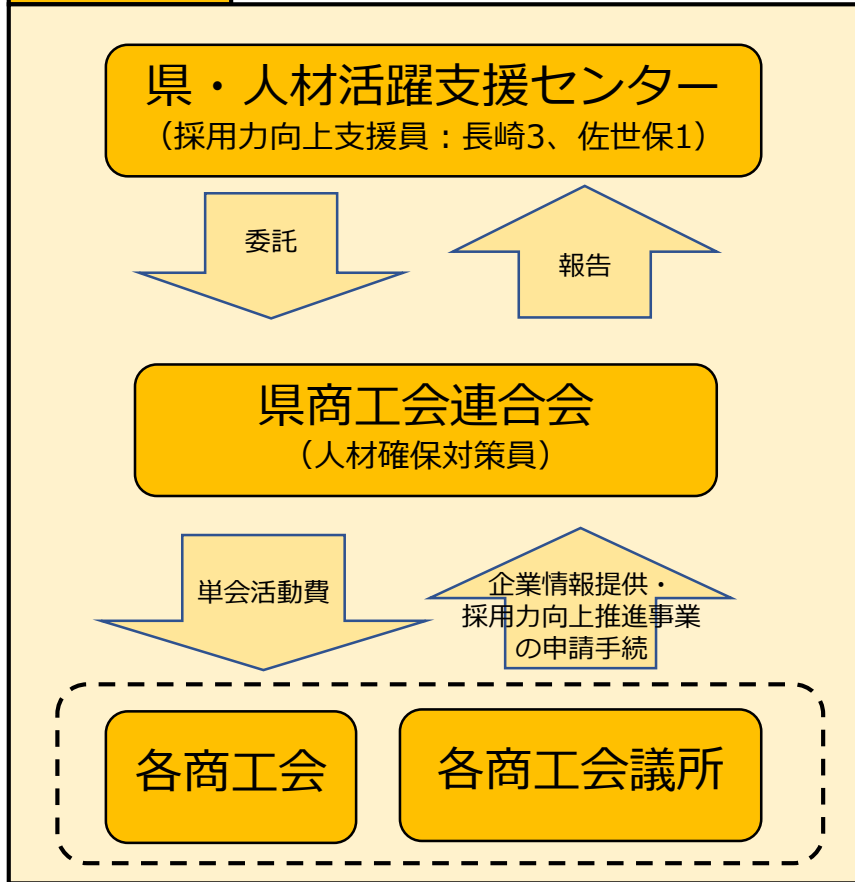 県・人材活躍支援センター
（採用力向上支援員：長崎3、佐世保1）
委託
報告
県商工会連合会
（人材確保対策員）
単会活動費
企業情報提供・
採用力向上推進事業
の申請手続
各商工会
各商工会議所